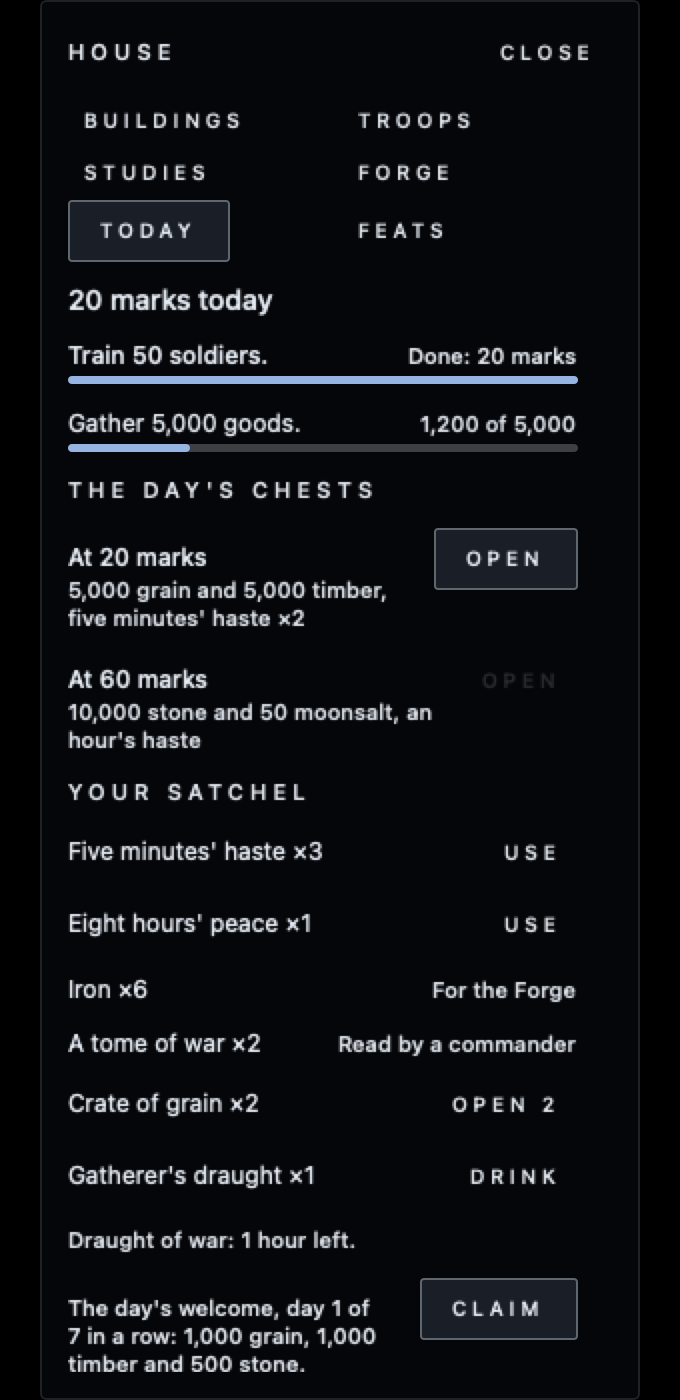 HOUSE
CLOSE
BUILDINGS
TROOPS
STUDIES
FORGE
TODAY
FEATS
20 marks today
Train 50 soldiers.
Done: 20 marks
Gather 5,000 goods.
1,200 of 5,000
THE DAY'S CHESTS
At 20 marks
5,000 grain and 5,000 timber,
five minutes' haste ×2
OPEN
At 60 marks
10,000 stone and 50 moonsalt, an
hour's haste
OPEN
YOUR SATCHEL
Five minutes' haste ×3
USE
Eight hours' peace ×1
USE
Iron ×6
For the Forge
A tome of war ×2
Read by a commander
Crate of grain ×2
OPEN 2
Gatherer's draught ×1
DRINK
Draught of war: 1 hour left.
The day's welcome, day 1 of
7 in a row: 1,000 grain, 1,000
timber and 500 stone.
CLAIM